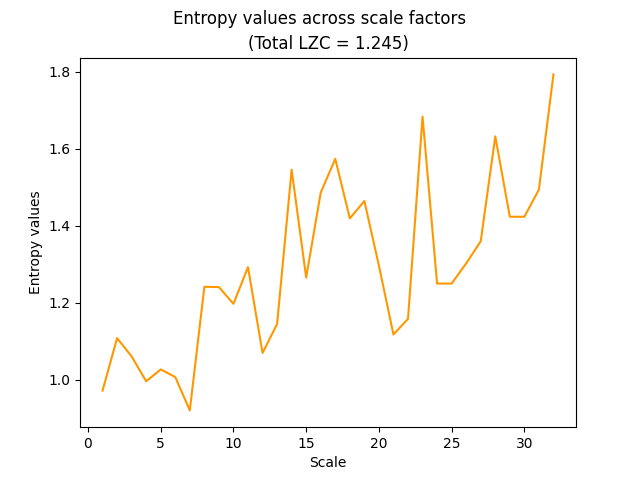 Entropy values across scale factors
(Total LZC = 1.245)
1.8
1.6
1.4
1.2
1.0
Entropy values
0 5 10 15 20 25 30
Scale